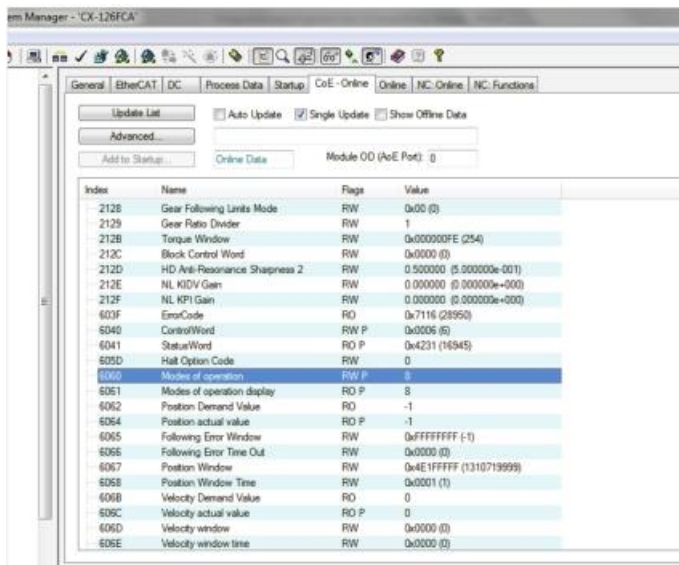 em Manager - 'CX-126FCA'
General EtherCAT DC Process Data Startup CoE - Online Online NC: Online NC: Functions
Update List Auto Update Single Update Show Offline Data
Advanced...
Add to Startup... Online Data Module OD (AoE Port): 0
Index Name Flags Value
2128 Gear Following Limits Mode RW 0x00 (0)
2129 Gear Ratio Divider RW 1
212B Torque Window RW 0x000000FE (254)
212C Block Control Word RW 0x0000 (0)
212D HD Anti-Resonance Sharpness 2 RW 0.500000 (5.000000e-001)
212E NL KIDV Gain RW 0.000000 (0.000000e+000)
212F NL KPI Gain RW 0.000000 (0.000000e+000)
603F ErrorCode RO 0x7116 (28950)
6040 ControlWord RW P 0x0006 (6)
6041 StatusWord RO P 0x4231 (16945)
605D Halt Option Code RW 0
6060 Modes of operation RW P 8
6061 Modes of operation display RO P 8
6062 Position Demand Value RO -1
6064 Position actual value RO P -1
6065 Following Error Window RW 0xFFFFFFFF (-1)
6066 Following Error Time Out RW 0x0000 (0)
6067 Position Window RW 0x4E1FFFFF (1310719999)
6068 Position Window Time RW 0x0001 (1)
606B Velocity Demand Value RO 0
606C Velocity actual value RO P 0
606D Velocity window RW 0x0000 (0)
606E Velocity window time RW 0x0000 (0)